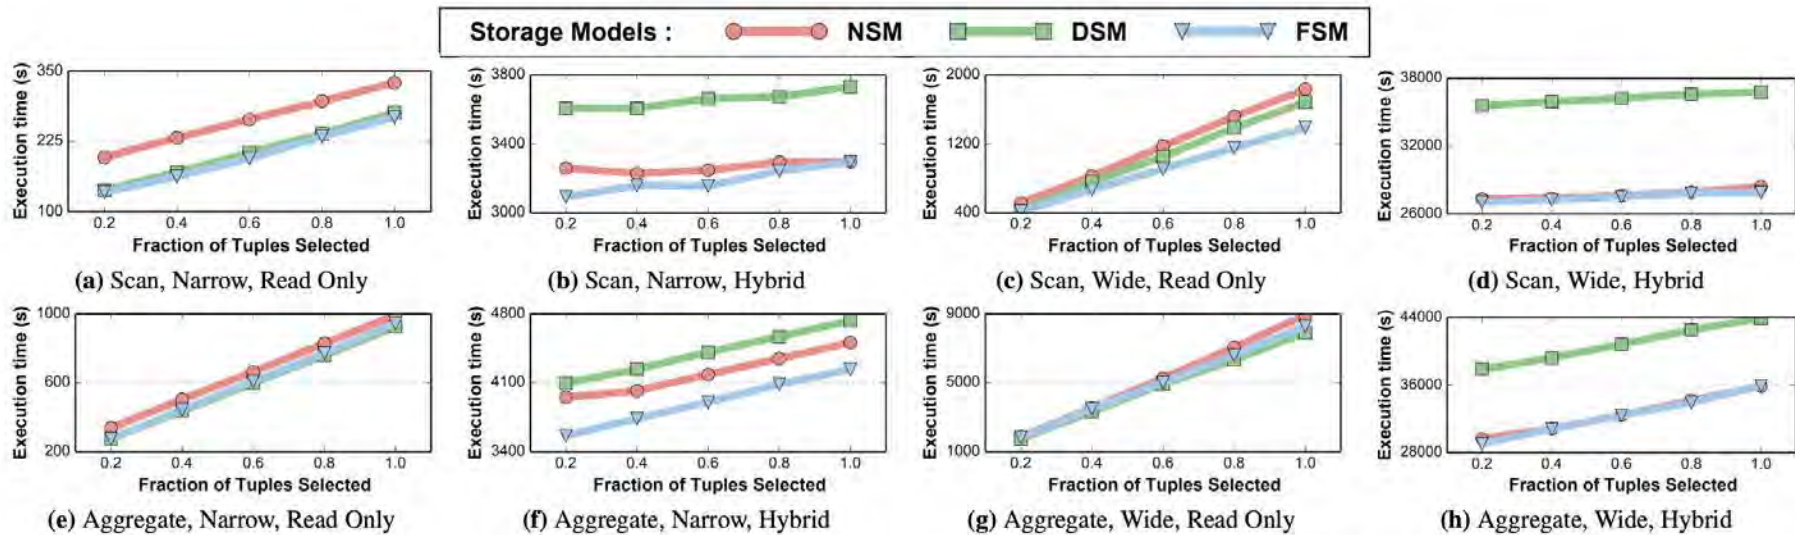 Storage Models : NSM DSM FSM
Execution time (s)
350
225
100
0.2 0.4 0.6 0.8 1.0
Fraction of Tuples Selected
(a) Scan, Narrow, Read Only
Execution time (s)
3800
3400
3000
0.2 0.4 0.6 0.8 1.0
Fraction of Tuples Selected
(b) Scan, Narrow, Hybrid
Execution time (s)
2000
1200
400
0.2 0.4 0.6 0.8 1.0
Fraction of Tuples Selected
(c) Scan, Wide, Read Only
Execution time (s)
38000
32000
26000
0.2 0.4 0.6 0.8 1.0
Fraction of Tuples Selected
(d) Scan, Wide, Hybrid
Execution time (s)
1000
600
200
0.2 0.4 0.6 0.8 1.0
Fraction of Tuples Selected
(e) Aggregate, Narrow, Read Only
Execution time (s)
4800
4100
3400
0.2 0.4 0.6 0.8 1.0
Fraction of Tuples Selected
(f) Aggregate, Narrow, Hybrid
Execution time (s)
9000
5000
1000
0.2 0.4 0.6 0.8 1.0
Fraction of Tuples Selected
(g) Aggregate, Wide, Read Only
Execution time (s)
44000
36000
28000
0.2 0.4 0.6 0.8 1.0
Fraction of Tuples Selected
(h) Aggregate, Wide, Hybrid